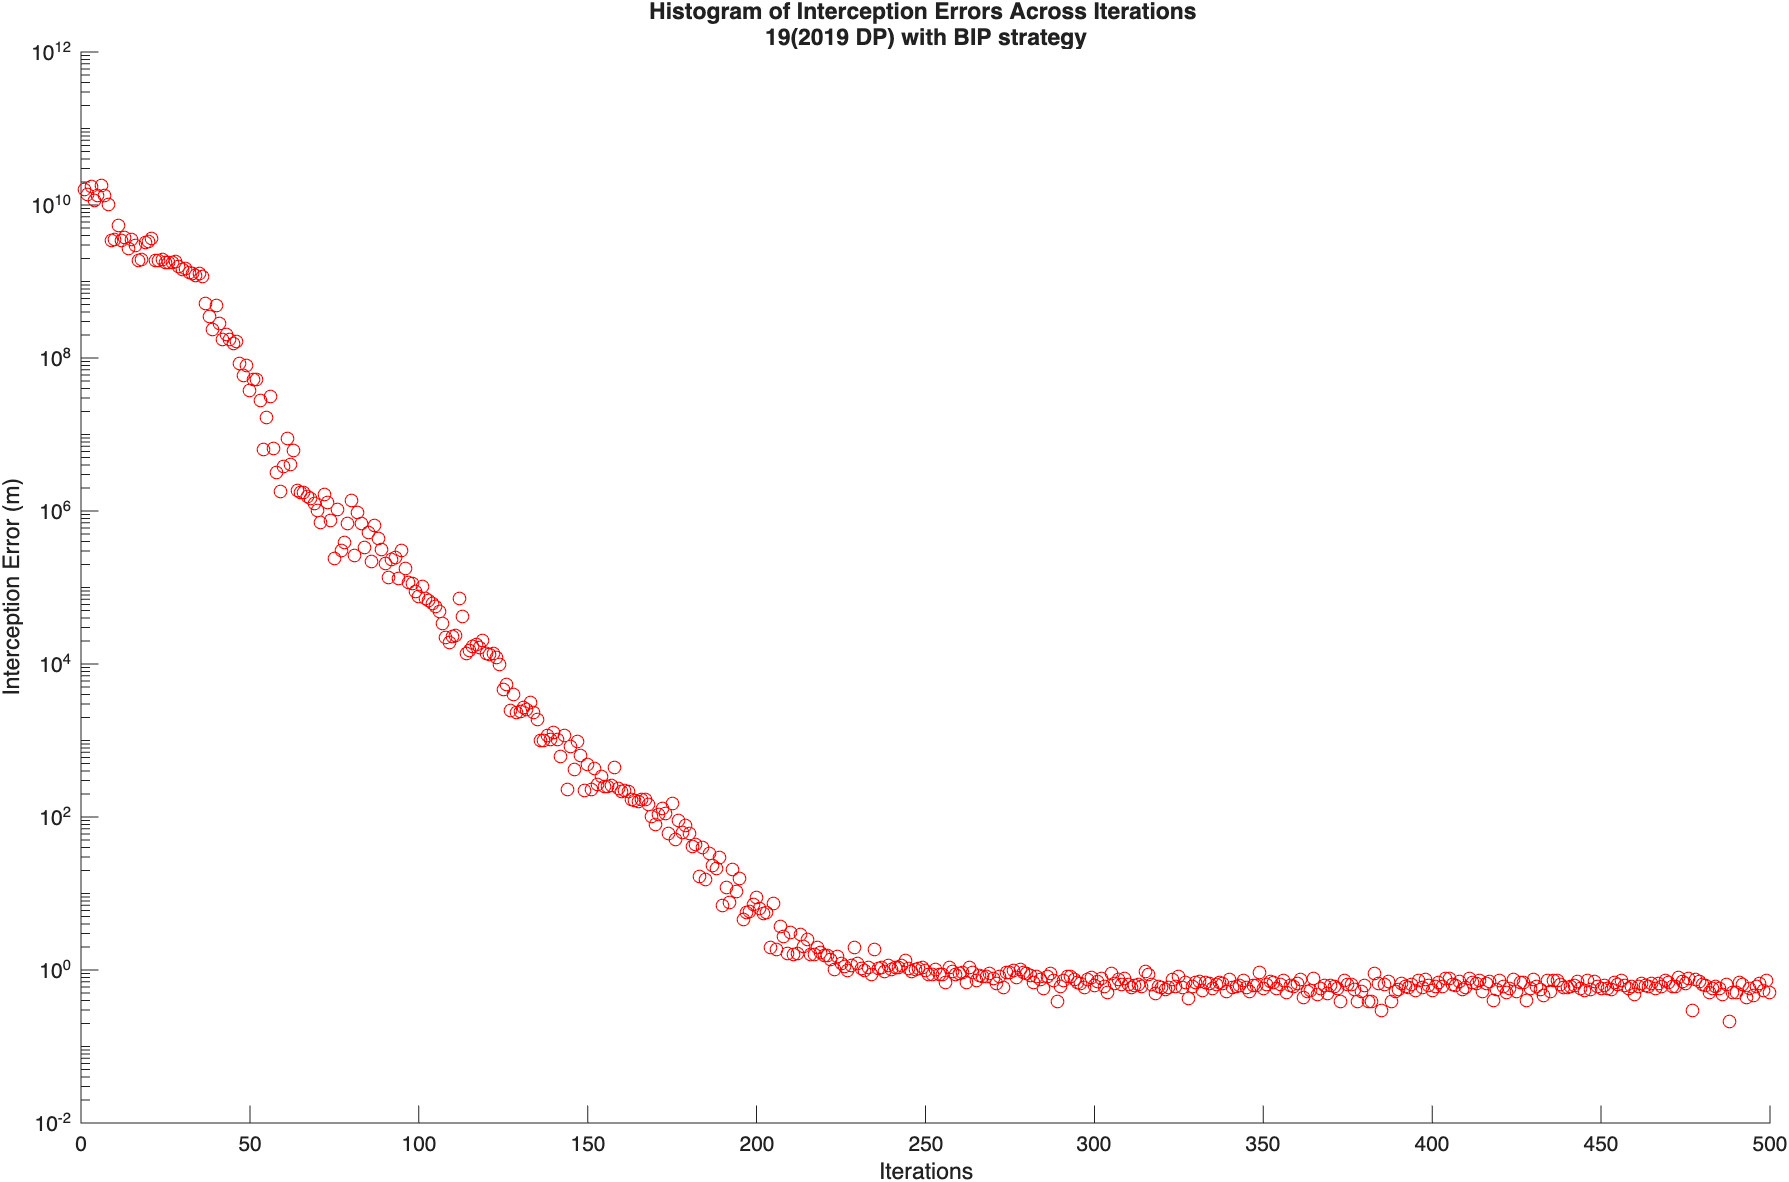 Histogram of Interception Errors Across Iterations
19(2019 DP) with BIP strategy
Interception Error (m)
10^12
10^10
10^8
10^6
10^4
10^2
10^0
10^-2
0 50 100 150 200 250 300 350 400 450 500
Iterations